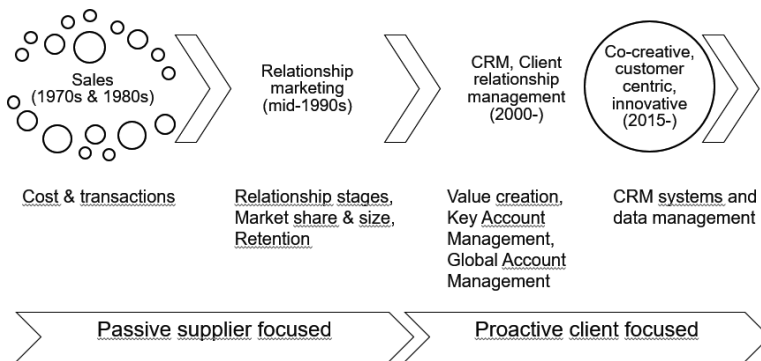 Sales
(1970s & 1980s)
Relationship
marketing
(mid-1990s)
CRM, Client
relationship
management
(2000-)
Co-creative,
customer
centric,
innovative
(2015-)
Cost & transactions
Relationship stages,
Market share & size,
Retention
Value creation,
Key Account
Management,
Global Account
Management
CRM systems and
data management
Passive supplier focused
Proactive client focused